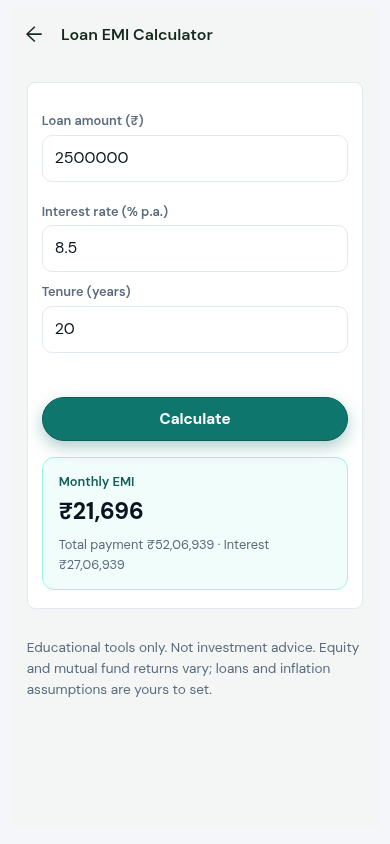 Loan EMI Calculator
Loan amount (₹)
2500000
Interest rate (% p.a.)
8.5
Tenure (years)
20
Calculate
Monthly EMI
₹21,696
Total payment ₹52,06,939 · Interest
₹27,06,939
Educational tools only. Not investment advice. Equity
and mutual fund returns vary; loans and inflation
assumptions are yours to set.